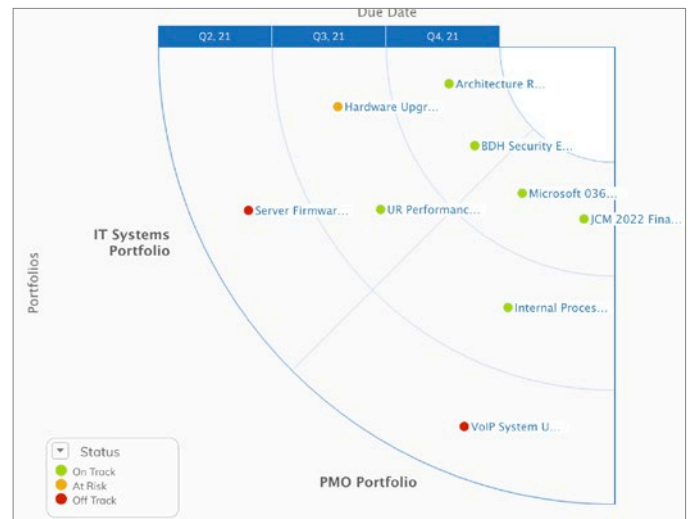 Due Date
Q2, 21
Q3, 21
Q4, 21
Architecture R...
Hardware Upgr...
BDH Security E...
Microsoft 036...
Server Firmwar...
UR Performanc...
JCM 2022 Fina...
IT Systems
Portfolio
Portfolios
Internal Proces...
VoIP System U...
PMO Portfolio
Status
On Track
At Risk
Off Track